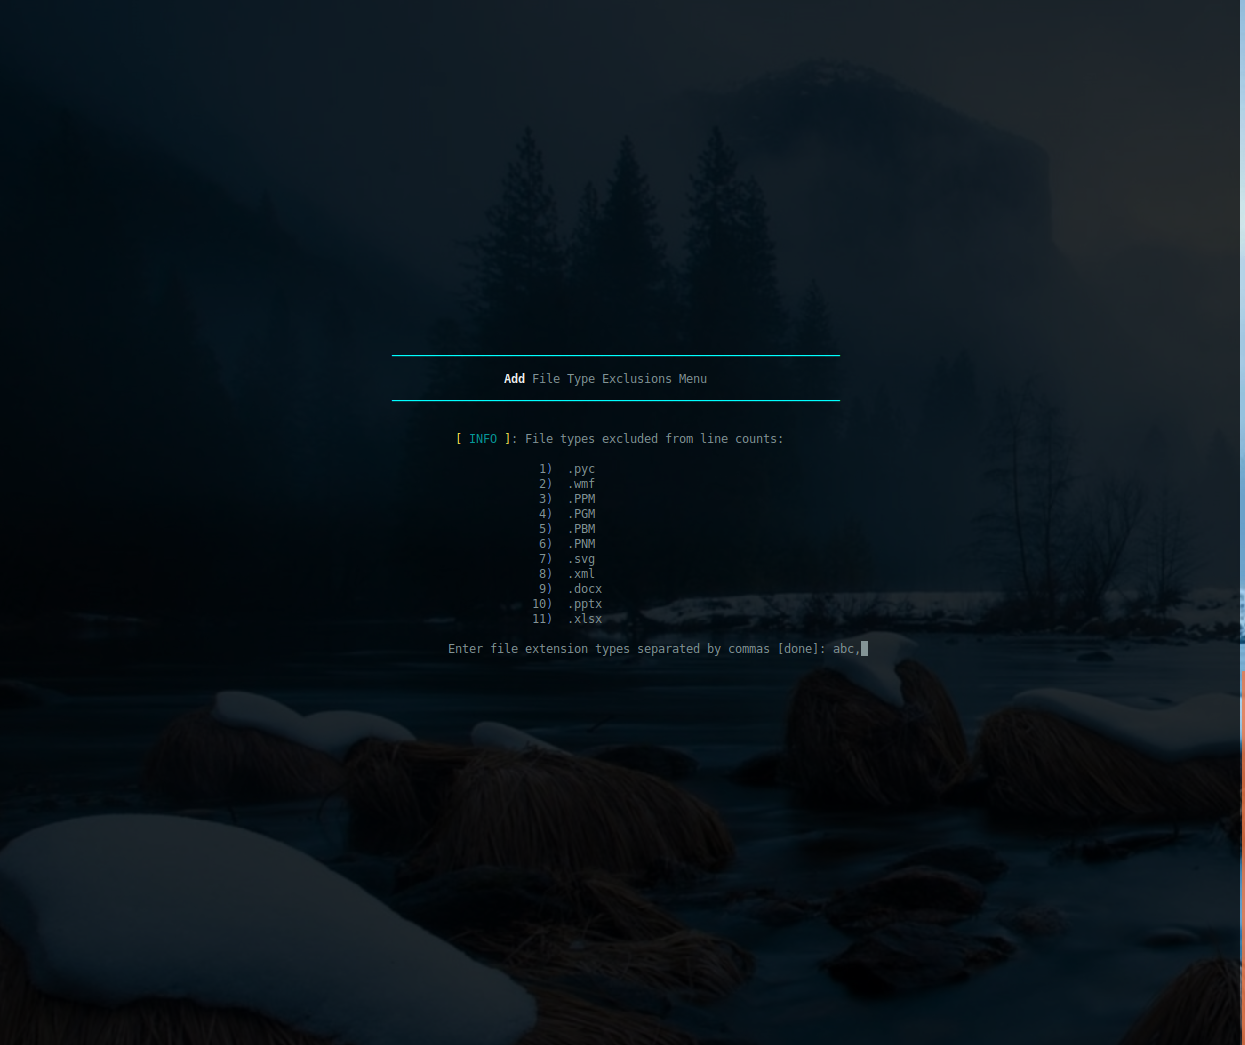 Add File Type Exclusions Menu
[ INFO ]: File types excluded from line counts:
1) .pyc
2) .wmf
3) .PPM
4) .PGM
5) .PBM
6) .PNM
7) .svg
8) .xml
9) .docx
10) .pptx
11) .xlsx
Enter file extension types separated by commas [done]: abc,